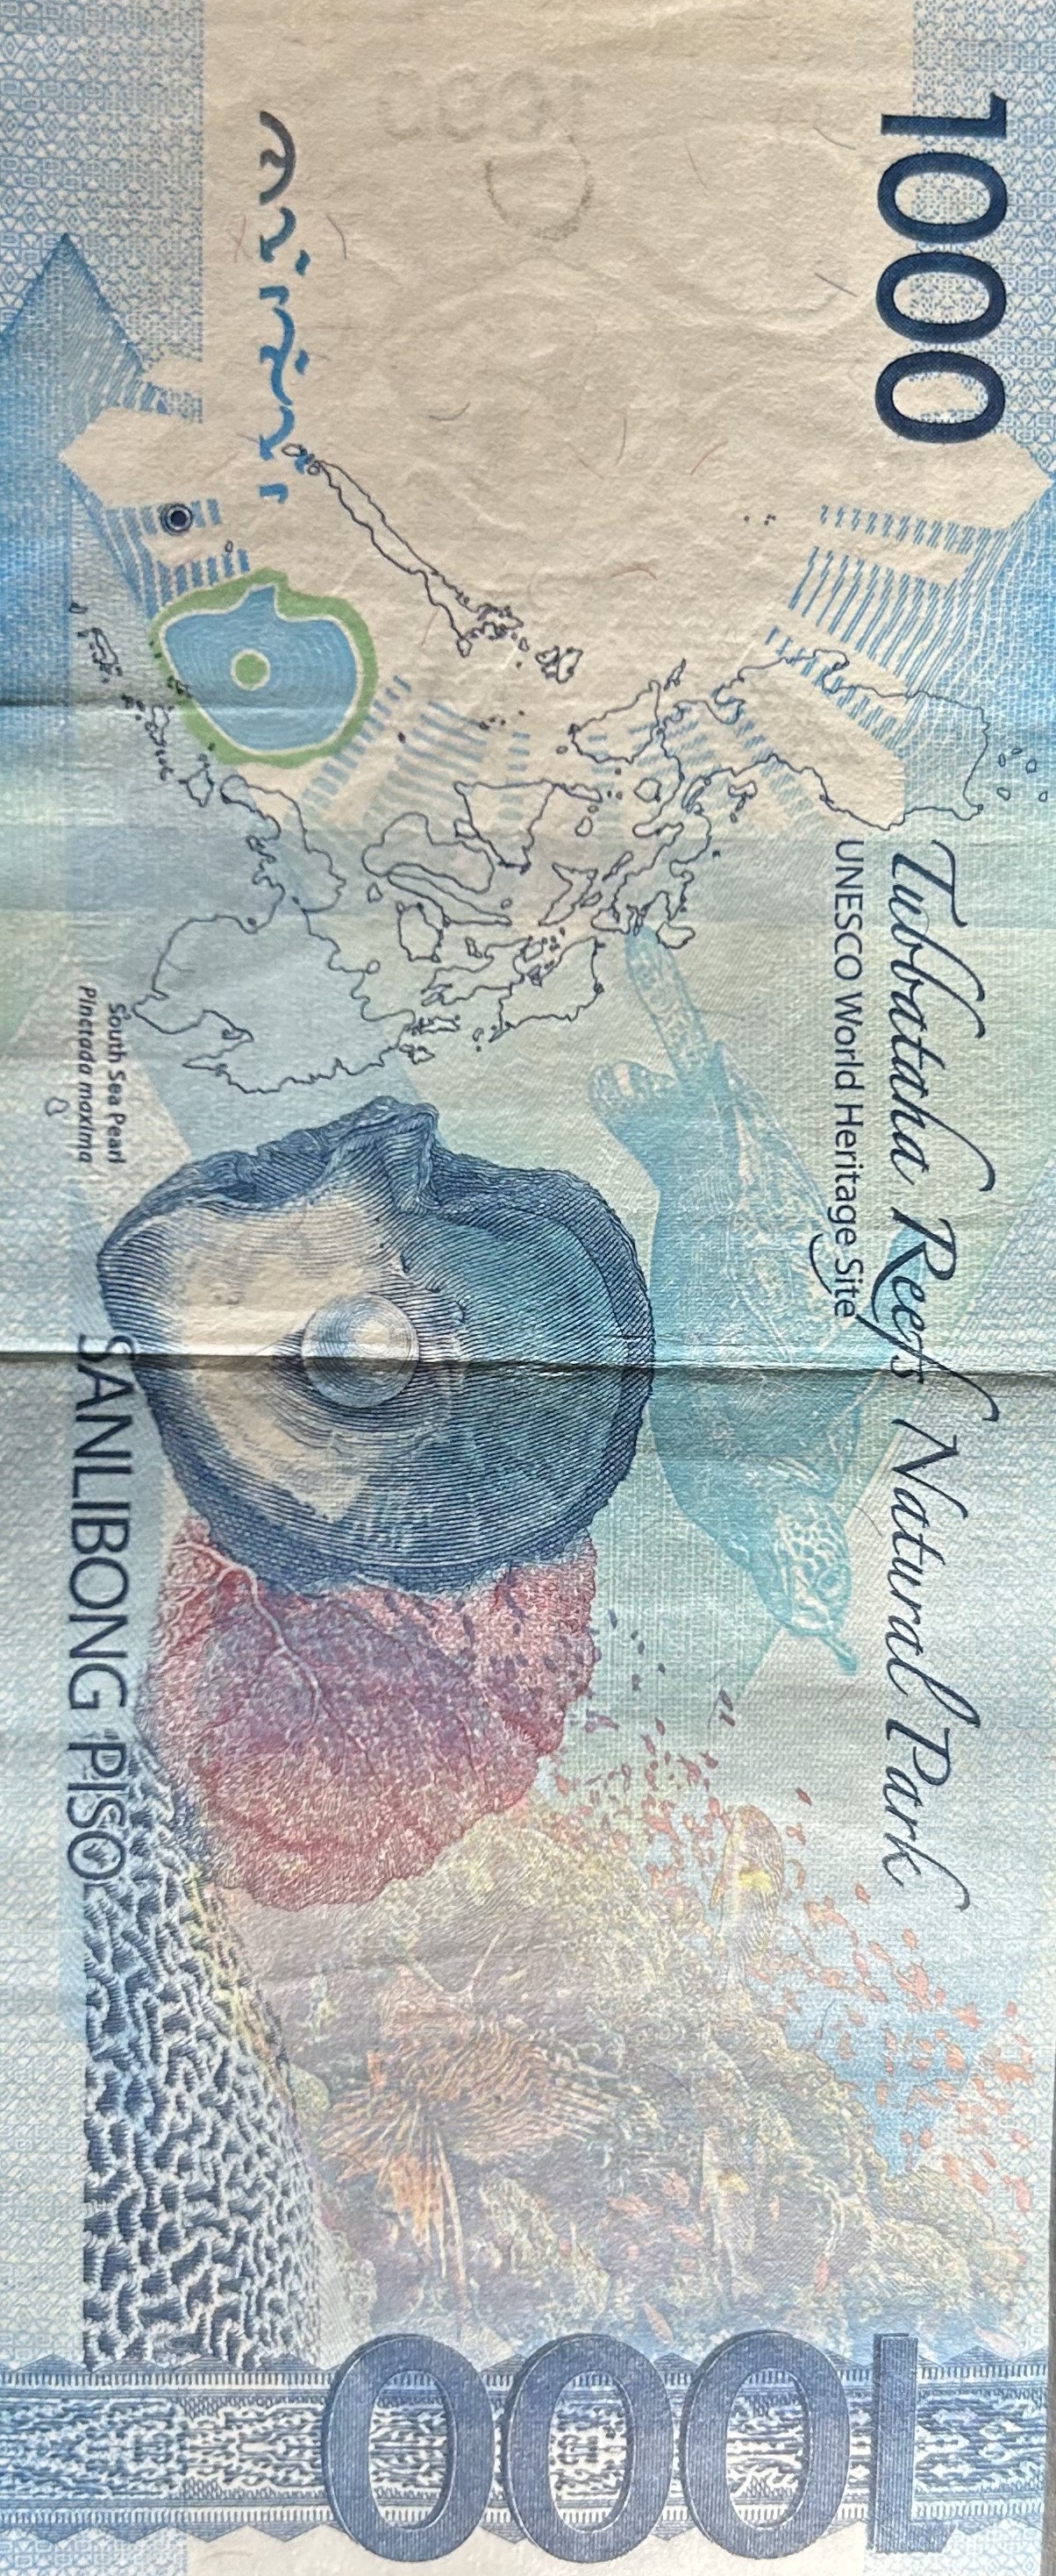 1000
Tubbataha Reefs Natural Park
UNESCO World Heritage Site
South Sea Pearl
Pinctada maxima
SANLIBONG PISO
1000